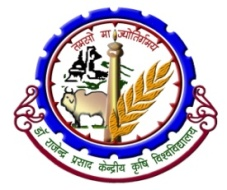 तमसो मा ज्योतिर्गमय
डॉ राजेन्द्र प्रसाद केन्द्रीय कृषि विश्वविद्यालय